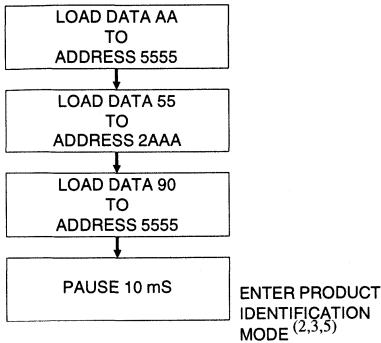 LOAD DATA AA
TO
ADDRESS 5555
LOAD DATA 55
TO
ADDRESS 2AAA
LOAD DATA 90
TO
ADDRESS 5555
PAUSE 10 mS
ENTER PRODUCT
IDENTIFICATION
MODE (2,3,5)